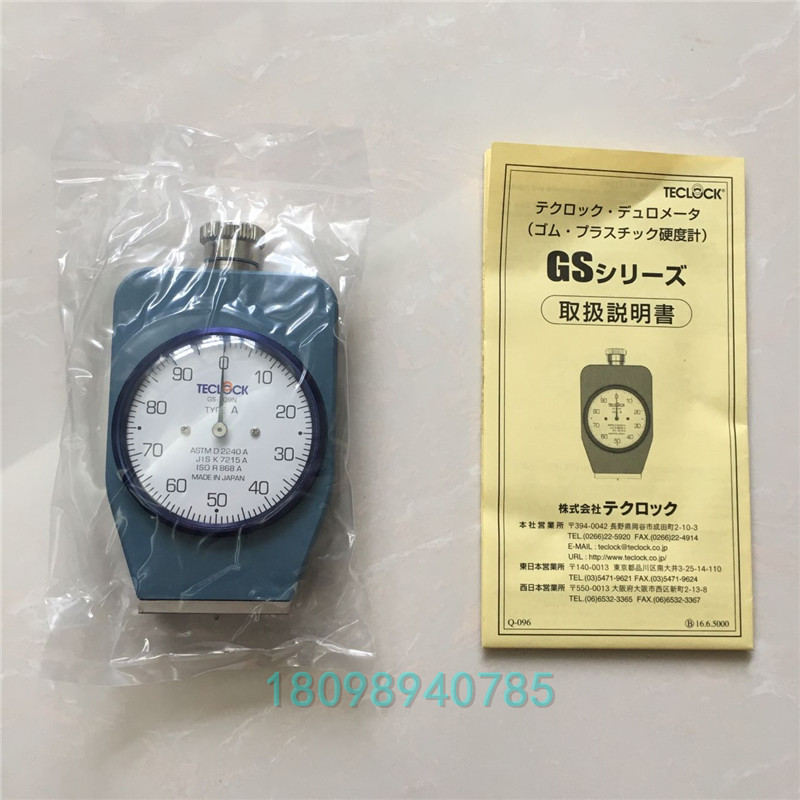 0
10
20
30
40
50
60
70
80
90
TECLOCK
TYPE A
ASTM D 2240 A
JIS K 7215 A
ISO R 868 A
MADE IN JAPAN
TECLOCK®
テクロック・デュロメータ
（ゴム・プラスチック硬度計）
GSシリーズ
取扱説明書
TECLOCK
株式会社 テクロック
本社営業所 〒394-0042 長野県岡谷市成田町2-10-3
TEL.(0266)22-5920 FAX.(0266)22-4914
E-MAIL : teclock@teclock.co.jp
URL : http://www.teclock.co.jp/
東日本営業所 〒140-0013 東京都品川区南大井3-25-14-110
TEL.(03)5471-9621 FAX.(03)5471-9624
西日本営業所 〒550-0013 大阪府大阪市西区新町2-13-8
TEL.(06)6532-3365 FAX.(06)6532-3367
Q-096
Ⓑ 16.6.5000
18098940785